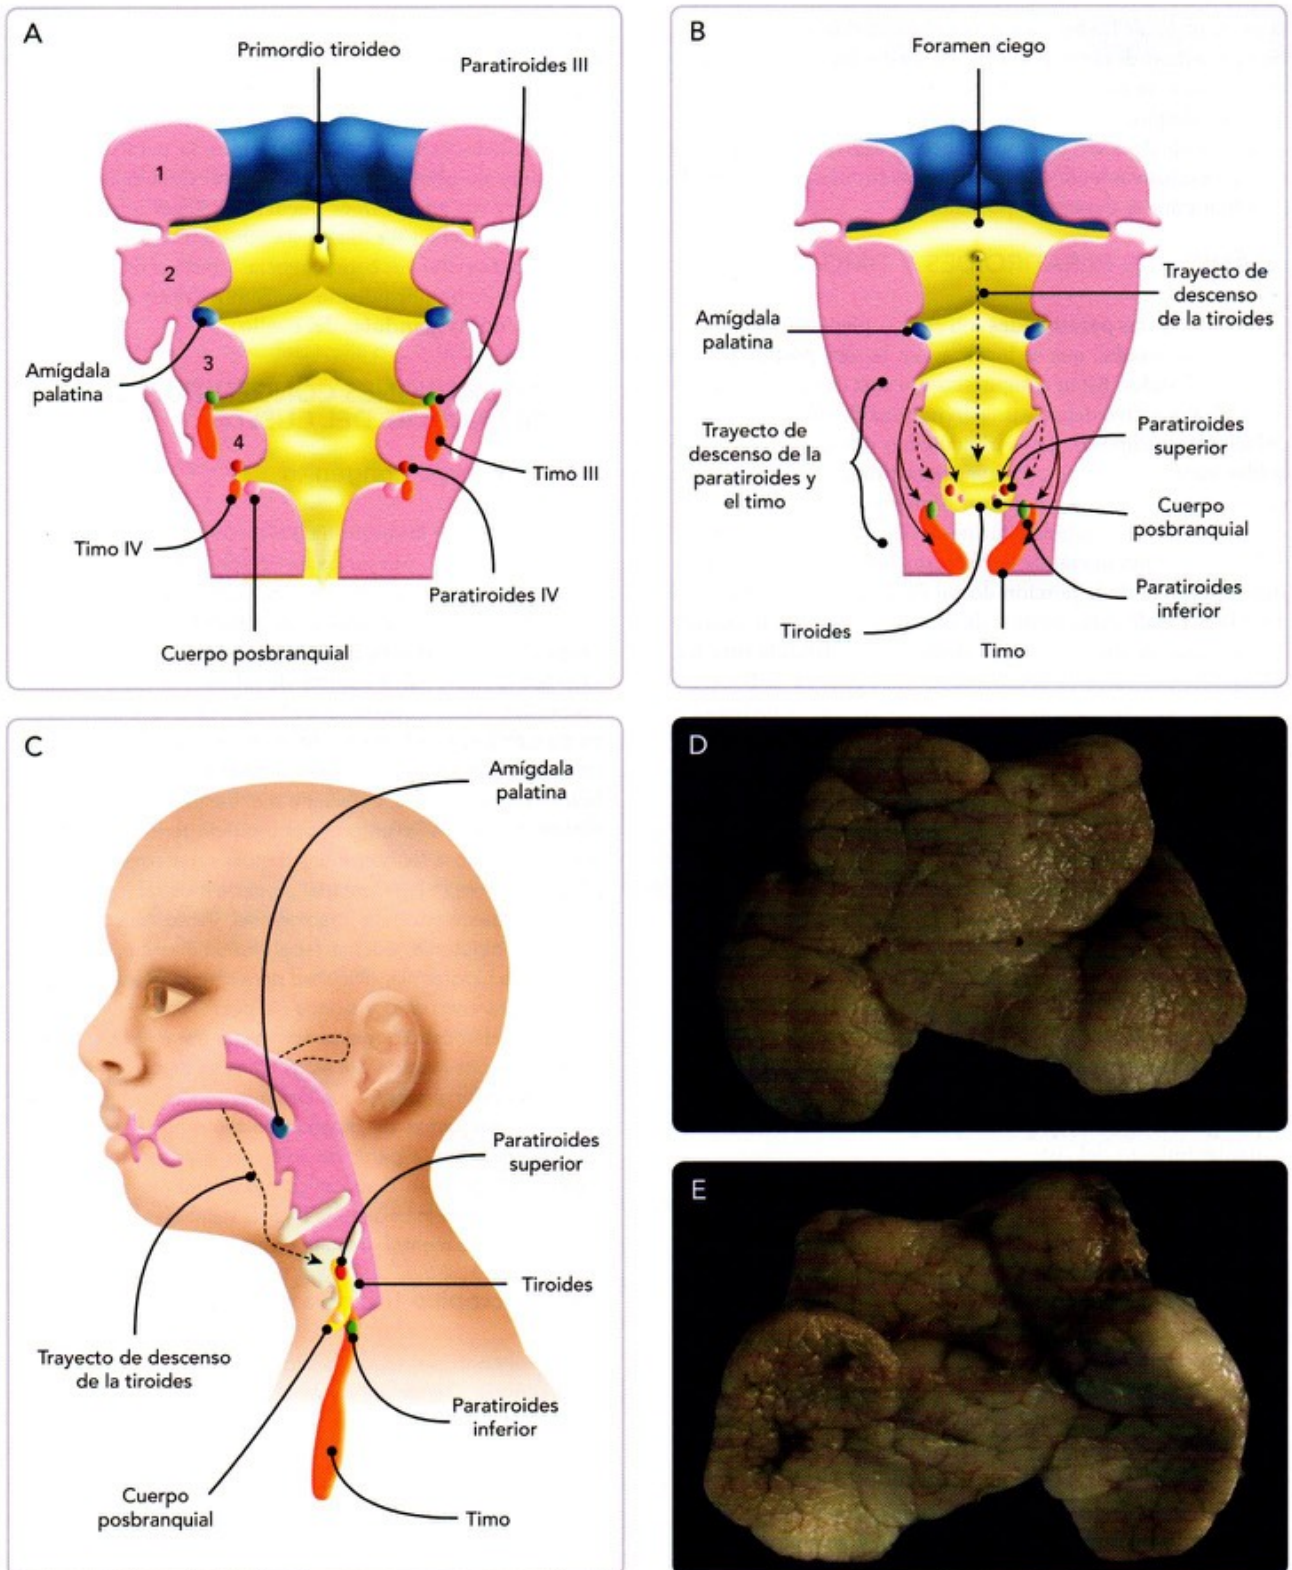 A
Primordio tiroideo
Paratiroides III
1
2
Amígdala
palatina
3
4
Timo III
Timo IV
Paratiroides IV
Cuerpo posbranquial
B
Foramen ciego
Trayecto de
descenso
de la tiroides
Amígdala
palatina
Trayecto de
descenso de la
paratiroides y
el timo
Paratiroides
superior
Cuerpo
posbranquial
Paratiroides
inferior
Tiroides
Timo
C
Amígdala
palatina
Paratiroides
superior
Tiroides
Trayecto de descenso
de la tiroides
Paratiroides
inferior
Cuerpo
posbranquial
Timo
D
E